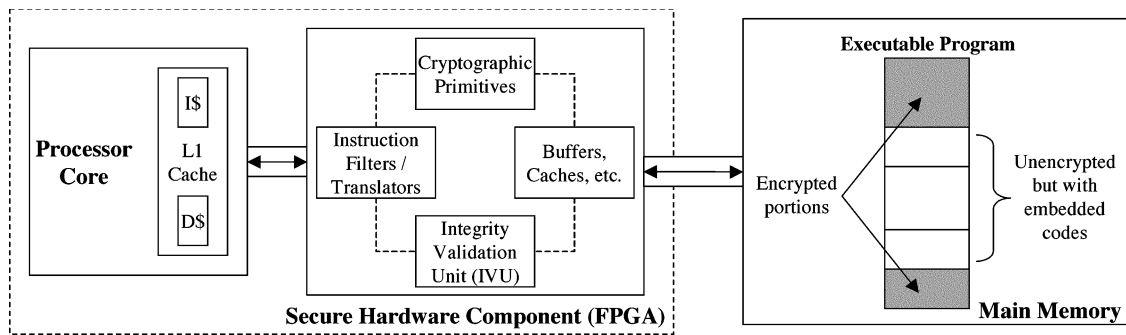 Processor
Core
I$
L1
Cache
D$
Cryptographic
Primitives
Instruction
Filters /
Translators
Buffers,
Caches, etc.
Integrity
Validation
Unit (IVU)
Secure Hardware Component (FPGA)
Executable Program
Encrypted
portions
Unencrypted
but with
embedded
codes
Main Memory